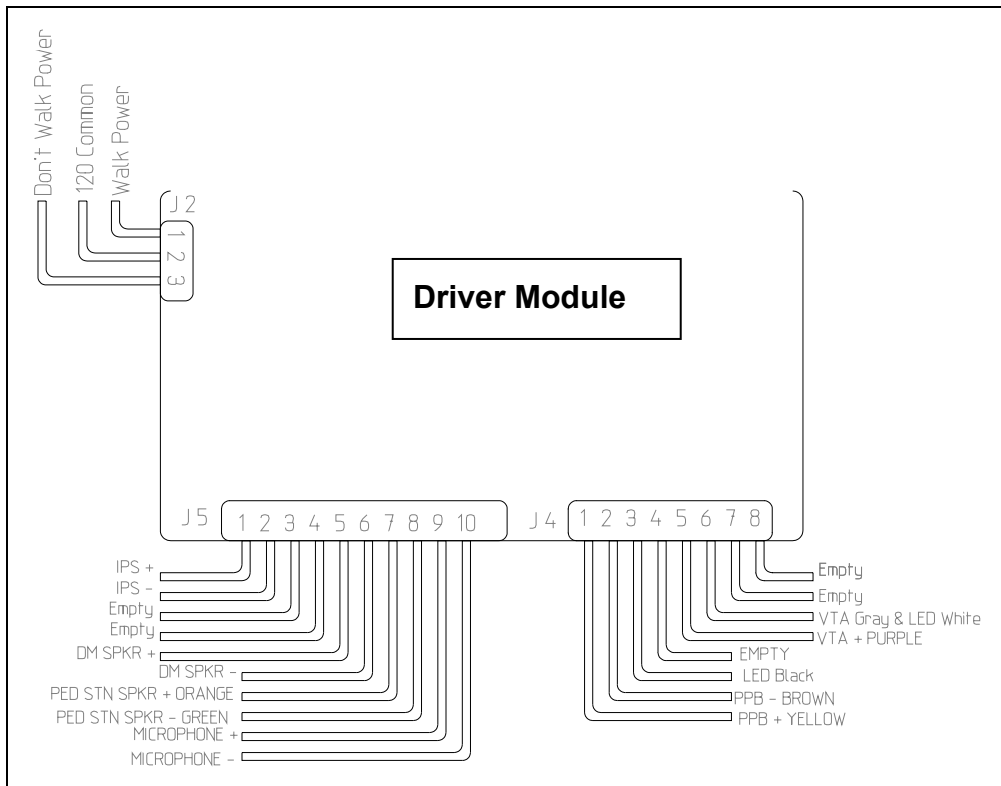 Don't Walk Power
120 Common
Walk Power
J2
1
2
3
Driver Module
J5
1 2 3 4 5 6 7 8 9 10
J4
1 2 3 4 5 6 7 8
IPS +
IPS -
Empty
Empty
DM SPKR +
DM SPKR -
PED STN SPKR + ORANGE
PED STN SPKR - GREEN
MICROPHONE +
MICROPHONE -
Empty
Empty
VTA Gray & LED White
VTA + PURPLE
EMPTY
LED Black
PPB - BROWN
PPB + YELLOW